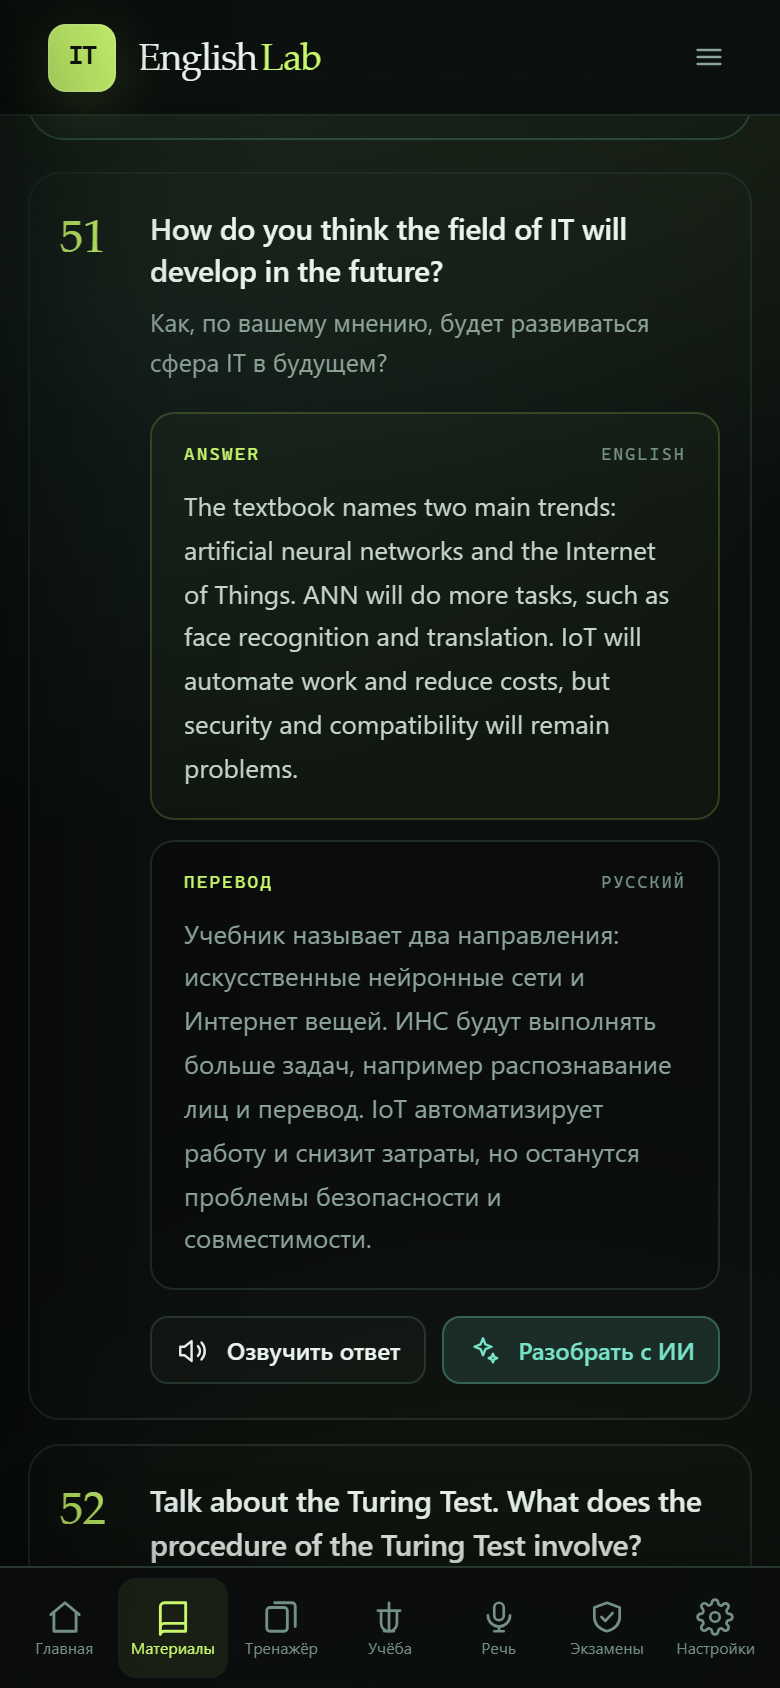 IT English Lab
51
How do you think the field of IT will
develop in the future?
Как, по вашему мнению, будет развиваться
сфера IT в будущем?
ANSWER ENGLISH
The textbook names two main trends:
artificial neural networks and the Internet
of Things. ANN will do more tasks, such as
face recognition and translation. IoT will
automate work and reduce costs, but
security and compatibility will remain
problems.
ПЕРЕВОД РУССКИЙ
Учебник называет два направления:
искусственные нейронные сети и
Интернет вещей. ИНС будут выполнять
больше задач, например распознавание
лиц и перевод. IoT автоматизирует
работу и снизит затраты, но останутся
проблемы безопасности и
совместимости.
Озвучить ответ Разобрать с ИИ
52
Talk about the Turing Test. What does the
procedure of the Turing Test involve?
Главная Материалы Тренажёр Учёба Речь Экзамены Настройки